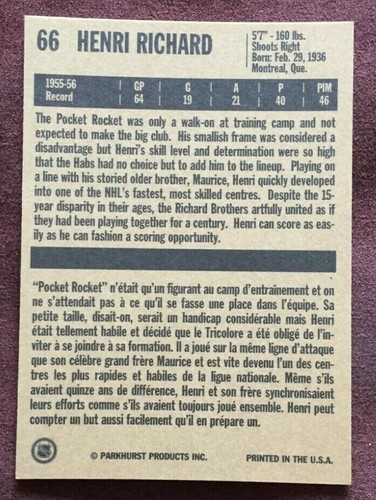 66 HENRI RICHARD
5'7" - 160 lbs.
Shoots Right
Born: Feb. 29, 1936
Montreal, Que.
1955-56 | GP | G | A | P | PIM
Record | 64 | 19 | 21 | 40 | 46
The Pocket Rocket was only a walk-on at training camp and not
expected to make the big club. His smallish frame was considered a
disadvantage but Henri's skill level and determination were so high
that the Habs had no choice but to add him to the lineup. Playing on
a line with his storied older brother, Maurice, Henri quickly developed
into one of the NHL's fastest, most skilled centres. Despite the 15-
year disparity in their ages, the Richard Brothers artfully united as if
they had been playing together for a century. Henri can score as eas-
ily as he can fashion a scoring opportunity.
"Pocket Rocket" n'était qu'un figurant au camp d'entrainement et on
ne s'attendait pas à ce qu'il se fasse une place dans l'équipe. Sa
petite taille, disait-on, serait un handicap considérable mais Henri
était tellement habile et décidé que le Tricolore a été obligé de l'in-
viter à se joindre à sa formation. Il a joué sur la même ligne d'attaque
que son célèbre grand frère Maurice et est vite devenu l'un des cen-
tres les plus rapides et habiles de la ligue nationale. Même s'ils
avaient quinze ans de différence, Henri et son frère synchronisaient
leurs efforts comme s'ils avaient toujours joué ensemble. Henri peut
compter un but aussi facilement qu'il en prépare un.
NHL
© PARKHURST PRODUCTS INC.
PRINTED IN THE U.S.A.